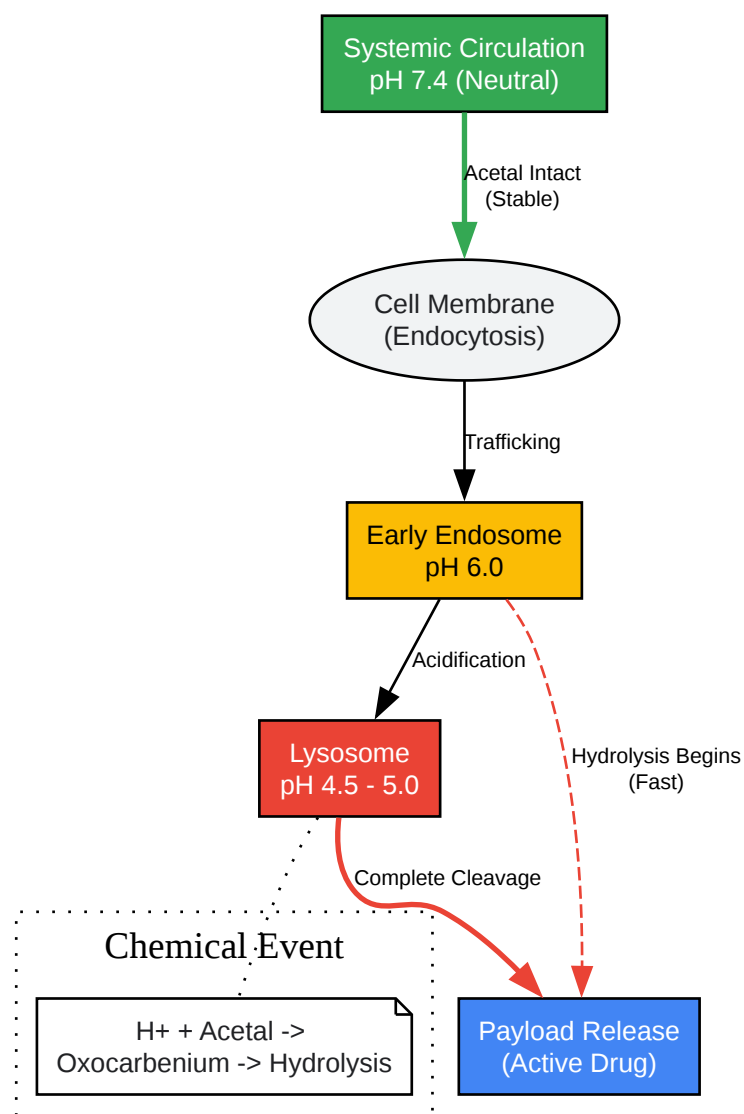 Systemic Circulation
pH 7.4 (Neutral)
Acetal Intact
(Stable)
Cell Membrane
(Endocytosis)
Trafficking
Early Endosome
pH 6.0
Acidification
Lysosome
pH 4.5 - 5.0
Hydrolysis Begins
(Fast)
Complete Cleavage
Chemical Event
H+ + Acetal ->
Oxocarbenium -> Hydrolysis
Payload Release
(Active Drug)